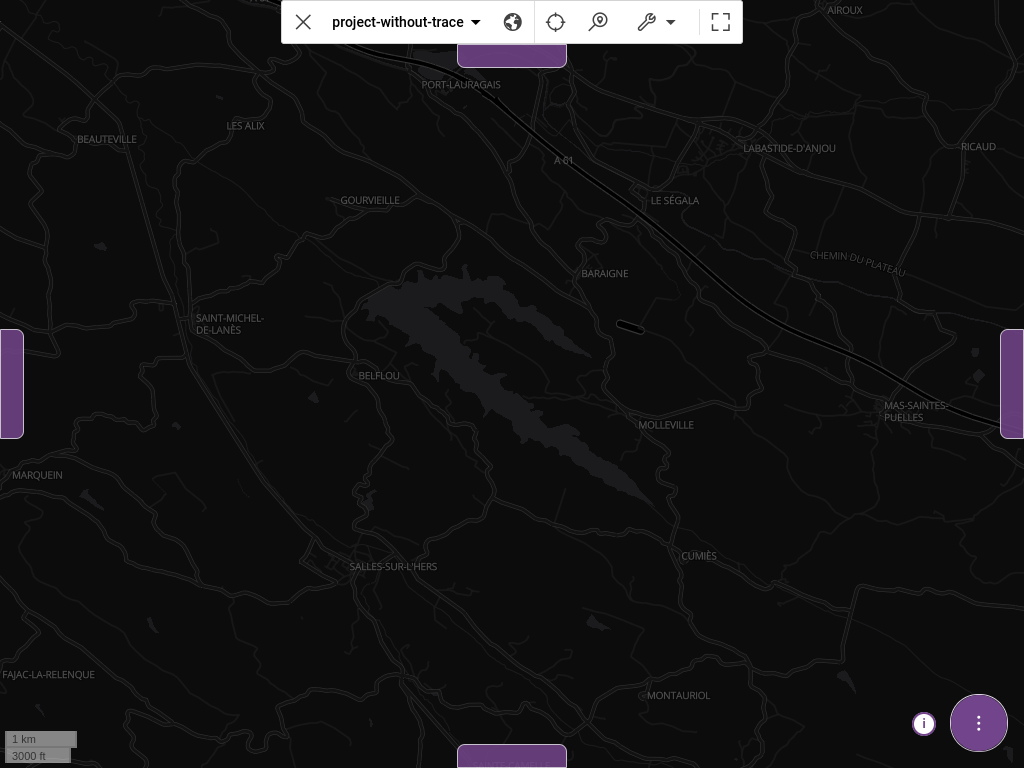 project-without-trace
AIROUX
PORT-LAURAGAIS
LES ALIX
BEAUTEVILLE
LABASTIDE-D'ANJOU
RICAUD
A 61
GOURVIEILLE
LE SÉGALA
CHEMIN DU PLATEAU
BARAIGNE
SAINT-MICHEL-
DE-LANÈS
BELFLOU
MAS-SAINTES-
PUELLES
MOLLEVILLE
MARQUEIN
CUMIÈS
SALLES-SUR-L'HERS
FAJAC-LA-RELENQUE
MONTAURIOL
i
1 km
3000 ft